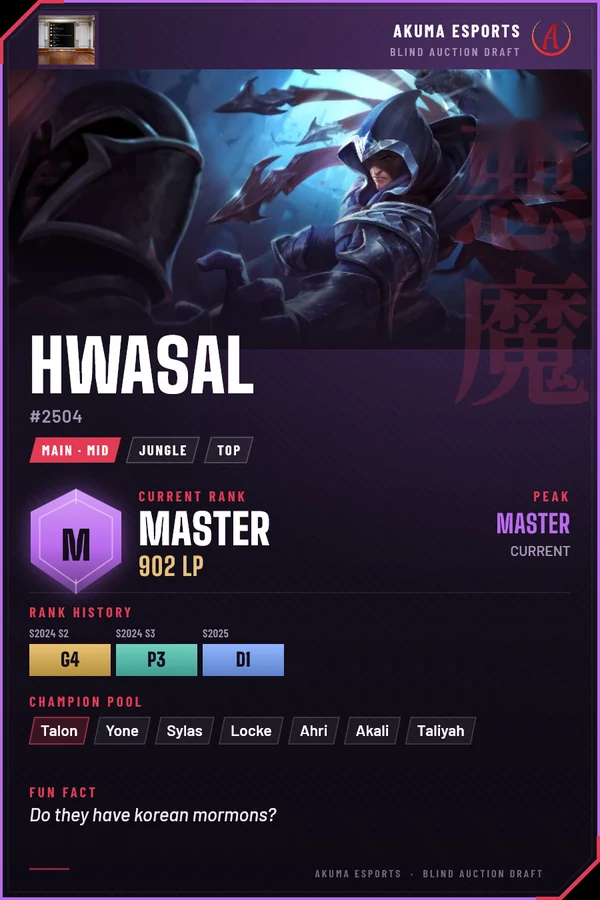 AKUMA ESPORTS
BLIND AUCTION DRAFT
A
悪魔
HWASAL
#2504
MAIN · MID
JUNGLE
TOP
M
CURRENT RANK
MASTER
902 LP
PEAK
MASTER
CURRENT
RANK HISTORY
S2024 S2
S2024 S3
S2025
G4
P3
D1
CHAMPION POOL
Talon
Yone
Sylas
Locke
Ahri
Akali
Taliyah
FUN FACT
Do they have korean mormons?
AKUMA ESPORTS · BLIND AUCTION DRAFT